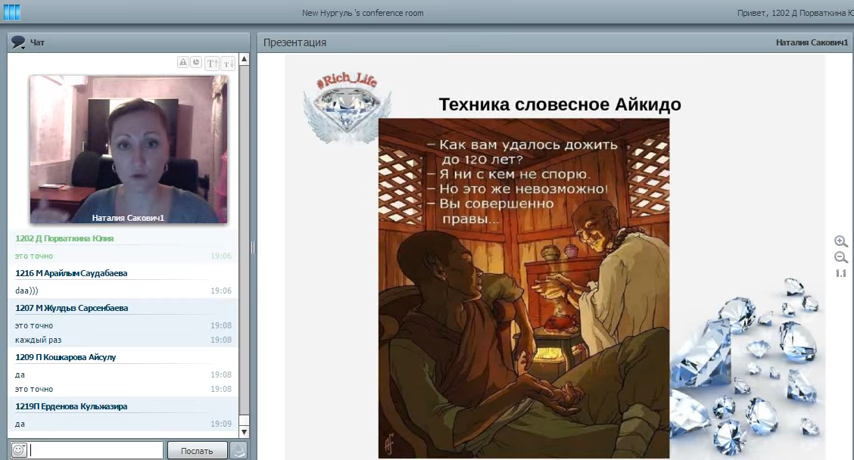 New Нургуль 's conference room
Привет, 1202 Д Порваткина Ю
Чат
Наталия Сакович1
1202 Д Порваткина Юлия
это точно 19:06
1216 М Арайлым Саудабаева
daa))) 19:06
1207 М Жулдыз Сарсенбаева
это точно 19:08
каждый раз 19:08
1209 П Кошкарова Айсулу
да 19:08
это точно 19:08
1219П Ерденова Кульжазира
да 19:09
Послать
Презентация
Наталия Сакович1
#Rich_Life
Техника словесное Айкидо
– Как вам удалось дожить
до 120 лет?
– Я ни с кем не спорю.
– Но это же невозможно!
– Вы совершенно
правы...
1:1